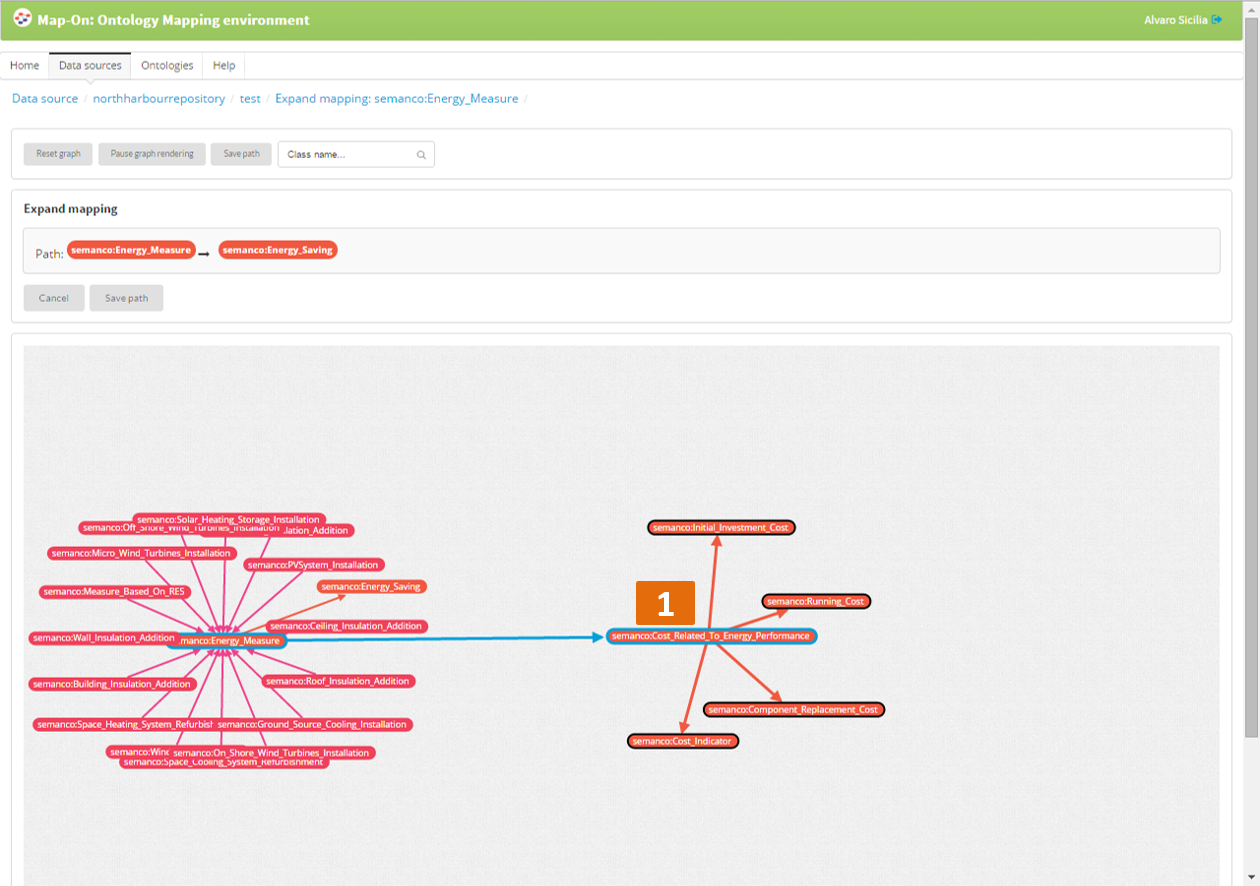 Map-On: Ontology Mapping environment
Alvaro Sicilia
Home
Data sources
Ontologies
Help
Data source / northharbourrepository / test / Expand mapping: semanco:Energy_Measure /
Reset graph
Pause graph rendering
Save path
Class name...
Expand mapping
Path: semanco:Energy_Measure → semanco:Energy_Saving
Cancel
Save path
semanco:Solar_Heating_Storage_Installation
semanco:Off_Shore_Wind_Turbines_Installation
lation_Addition
semanco:Initial_Investment_Cost
semanco:Micro_Wind_Turbines_Installation
semanco:PVSystem_Installation
semanco:Energy_Saving
semanco:Measure_Based_On_RES
1
semanco:Running_Cost
semanco:Ceiling_Insulation_Addition
semanco:Wall_Insulation_Addition
manco:Energy_Measure
semanco:Cost_Related_To_Energy_Performance
semanco:Building_Insulation_Addition
semanco:Roof_Insulation_Addition
semanco:Component_Replacement_Cost
semanco:Space_Heating_System_Refurbish
semanco:Ground_Source_Cooling_Installation
semanco:Cost_Indicator
semanco:Wind
semanco:On_Shore_Wind_Turbines_Installation
semanco:Space_Cooling_System_Refurbishment